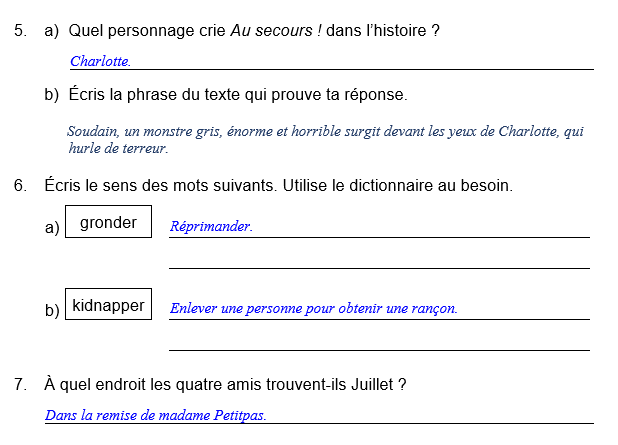 5. a) Quel personnage crie Au secours ! dans l'histoire ?
Charlotte.
b) Écris la phrase du texte qui prouve ta réponse.
Soudain, un monstre gris, énorme et horrible surgit devant les yeux de Charlotte, qui
hurle de terreur.
6. Écris le sens des mots suivants. Utilise le dictionnaire au besoin.
a) gronder Réprimander.
b) kidnapper Enlever une personne pour obtenir une rançon.
7. À quel endroit les quatre amis trouvent-ils Juillet ?
Dans la remise de madame Petitpas.